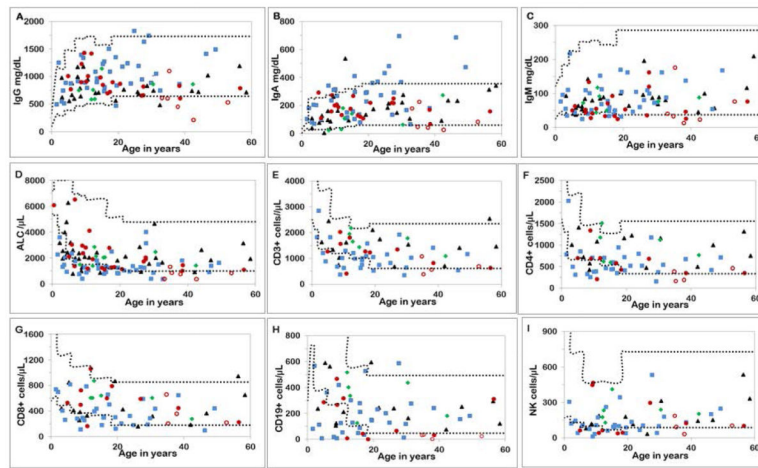 A
IgG mg/dL
2000
1500
1000
500
0
0 20 40 60
Age in years
B
IgA mg/dL
800
600
400
200
0
0 10 20 30 40 50 60
Age in years
C
IgM mg/dL
300
200
100
0
0 20 40 60
Age in years
D
ALC /µL
8000
6000
4000
2000
0
0 20 40 60
Age in years
E
CD3+ cells//µL
4000
3000
2000
1000
0
0 20 40 60
Age in years
F
CD4+ cells/µL
2500
2000
1500
1000
500
0
0 20 40 60
Age in years
G
CD8+ cells/µL
1600
1200
800
400
0
0 20 40 60
Age in years
H
CD19+ cells/µL
800
600
400
200
0
0 20 40 60
Age in years
I
NK cells/µL
900
600
300
0
0 20 40 60
Age in years